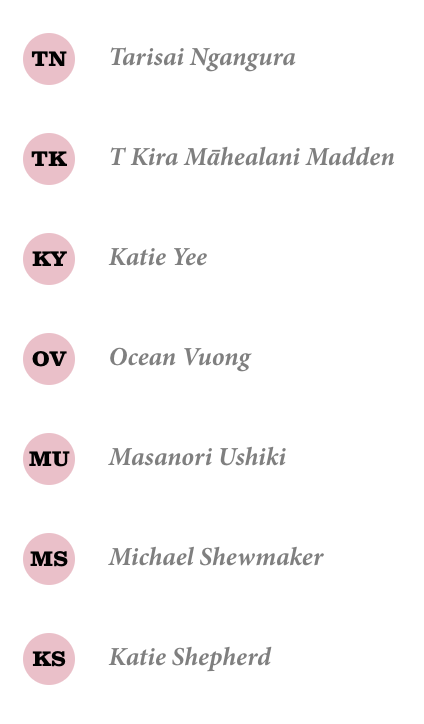 TN Tarisai Ngangura
TK T Kira Māhealani Madden
KY Katie Yee
OV Ocean Vuong
MU Masanori Ushiki
MS Michael Shewmaker
KS Katie Shepherd